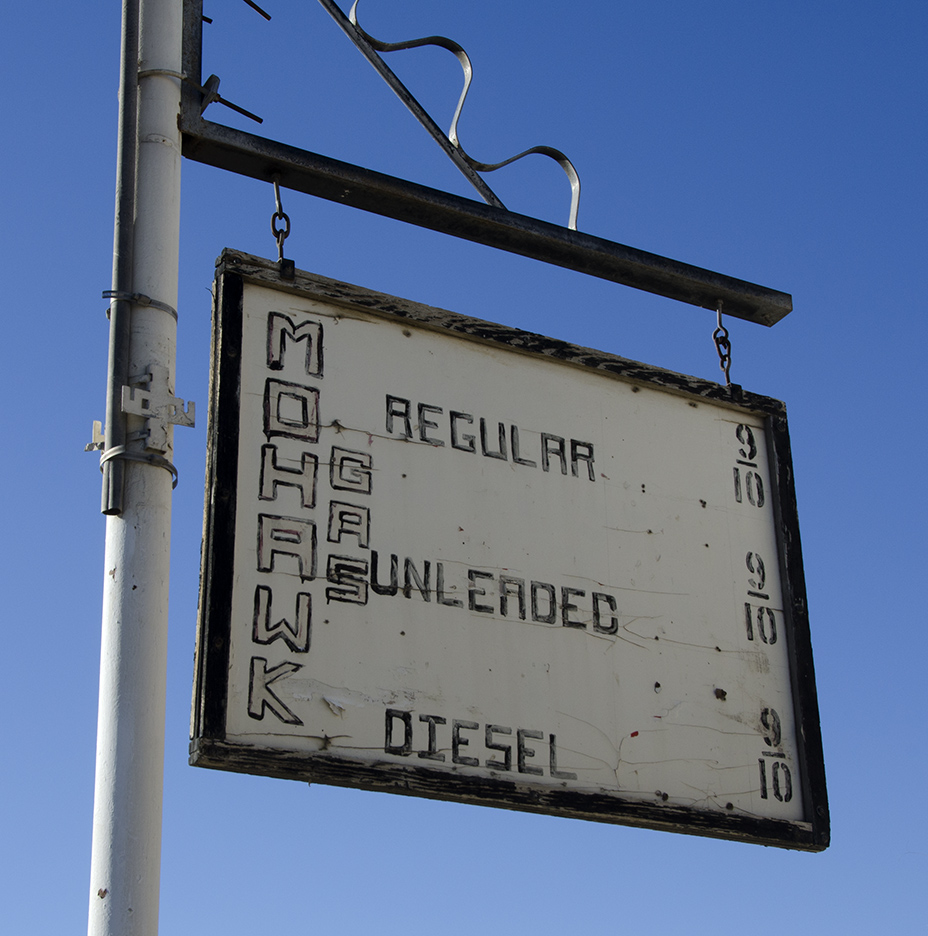 MOHAWK
GAS
REGULAR 9/10
UNLEADED 9/10
DIESEL 9/10